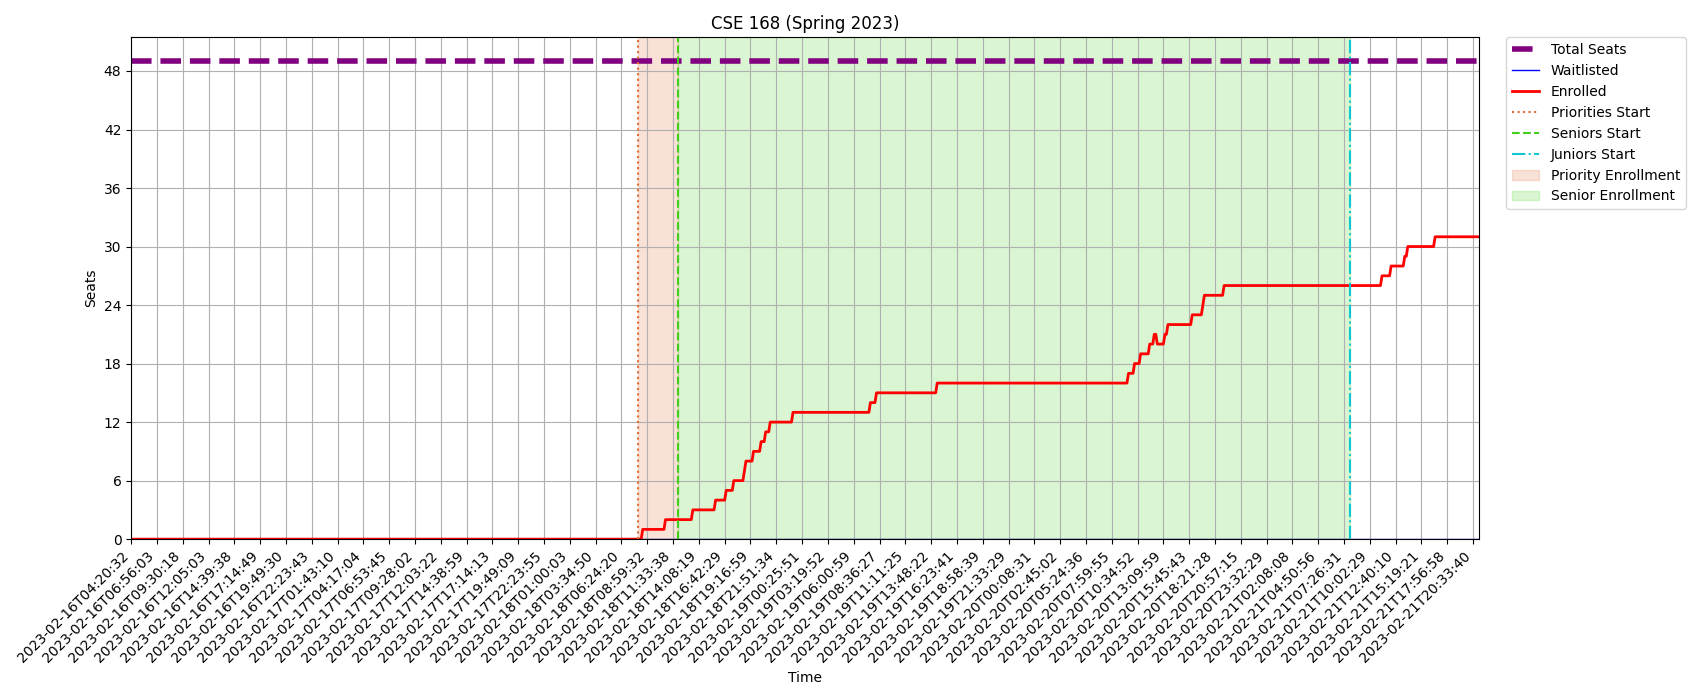 CSE 168 (Spring 2023)
Total Seats
Waitlisted
Enrolled
Priorities Start
Seniors Start
Juniors Start
Priority Enrollment
Senior Enrollment
Seats
48
42
36
30
24
18
12
6
0
2023-02-16T04:20:32
2023-02-16T06:56:03
2023-02-16T09:30:18
2023-02-16T12:05:03
2023-02-16T14:39:38
2023-02-16T17:14:49
2023-02-16T19:49:30
2023-02-16T22:23:43
2023-02-17T01:43:10
2023-02-17T04:17:04
2023-02-17T06:53:45
2023-02-17T09:28:02
2023-02-17T12:03:22
2023-02-17T14:38:59
2023-02-17T17:14:13
2023-02-17T19:49:09
2023-02-17T22:23:55
2023-02-18T01:00:03
2023-02-18T03:34:50
2023-02-18T06:24:20
2023-02-18T08:59:32
2023-02-18T11:33:38
2023-02-18T14:08:19
2023-02-18T16:42:29
2023-02-18T19:16:59
2023-02-18T21:51:34
2023-02-19T00:25:51
2023-02-19T03:19:52
2023-02-19T06:00:59
2023-02-19T08:36:27
2023-02-19T11:11:25
2023-02-19T13:48:22
2023-02-19T16:23:41
2023-02-19T18:58:39
2023-02-19T21:33:29
2023-02-20T00:08:31
2023-02-20T02:45:02
2023-02-20T05:24:36
2023-02-20T07:59:55
2023-02-20T10:34:52
2023-02-20T13:09:59
2023-02-20T15:45:43
2023-02-20T18:21:28
2023-02-20T20:57:15
2023-02-20T23:32:29
2023-02-21T02:08:08
2023-02-21T04:50:56
2023-02-21T07:26:31
2023-02-21T10:02:29
2023-02-21T12:40:10
2023-02-21T15:19:21
2023-02-21T17:56:58
2023-02-21T20:33:40
Time